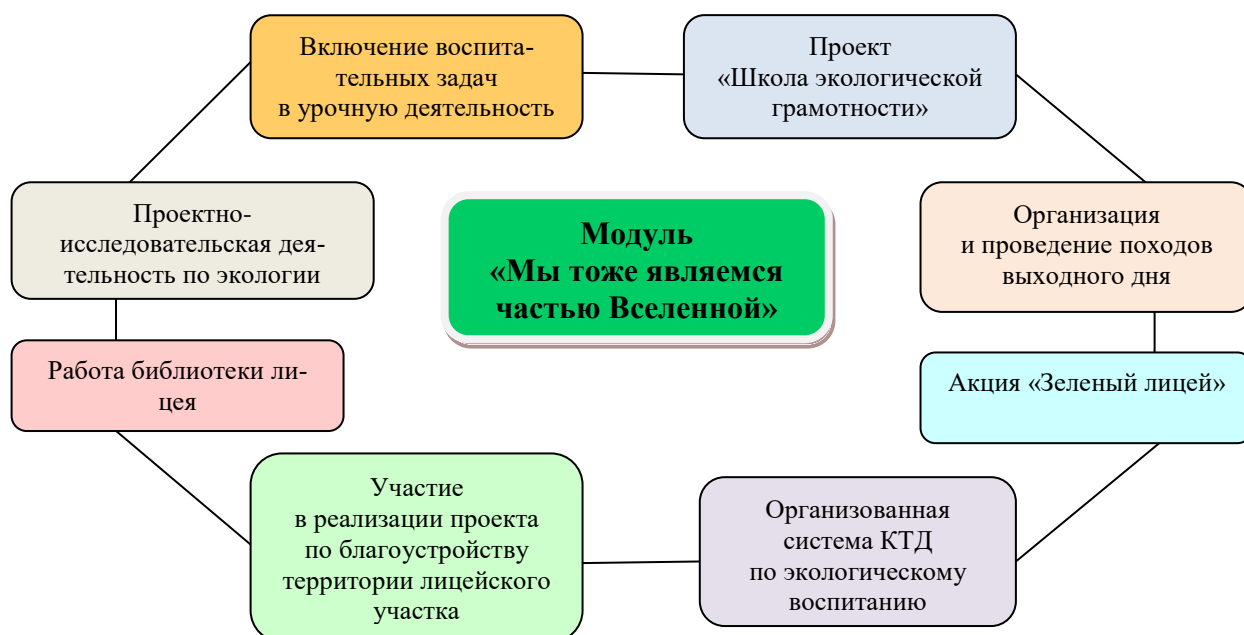 Включение воспита-
тельных задач
в урочную деятельность
Проект
«Школа экологической
грамотности»
Проектно-
исследовательская дея-
тельность по экологии
Модуль
«Мы тоже являемся
частью Вселенной»
Организация
и проведение походов
выходного дня
Работа библиотеки ли-
цея
Акция «Зеленый лицей»
Участие
в реализации проекта
по благоустройству
территории лицейского
участка
Организованная
система КТД
по экологическому
воспитанию